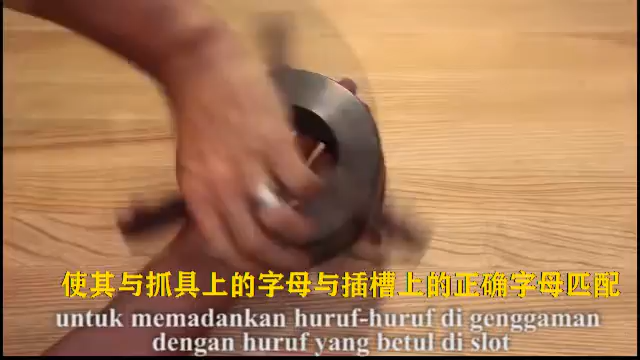 使其与抓具上的字母与插槽上的正确字母匹配
untuk memadankan huruf-huruf di genggaman
dengan huruf yang betul di slot